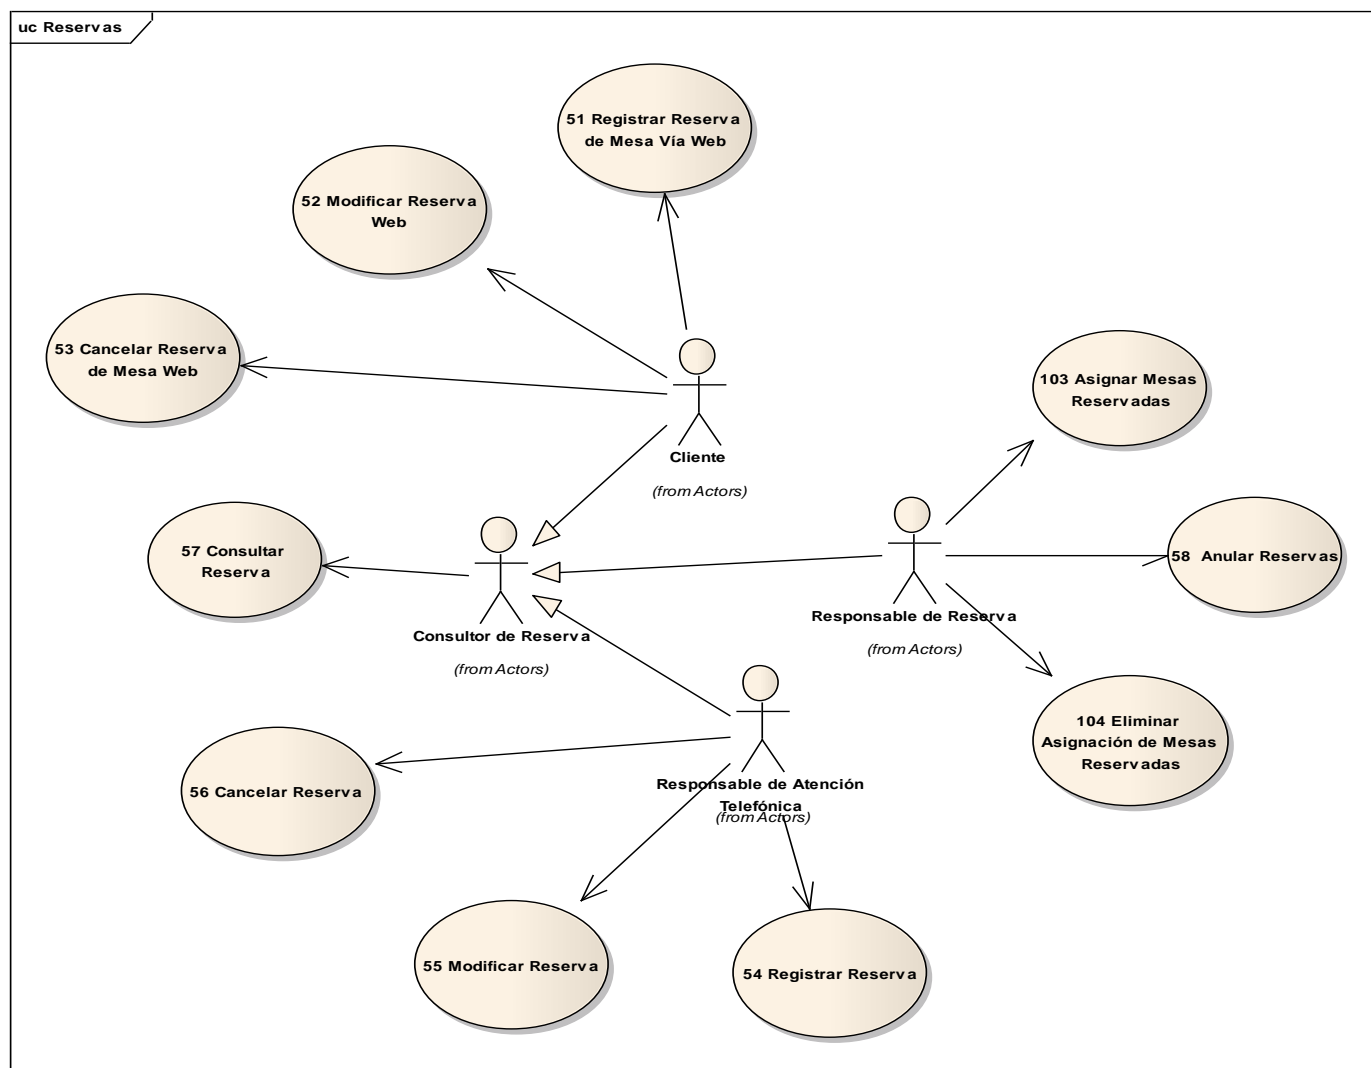 uc Reservas
51 Registrar Reserva
de Mesa Vía Web
52 Modificar Reserva
Web
53 Cancelar Reserva
de Mesa Web
Cliente
(from Actors)
103 Asignar Mesas
Reservadas
57 Consultar
Reserva
Consultor de Reserva
(from Actors)
Responsable de Reserva
(from Actors)
58 Anular Reservas
104 Eliminar
Asignación de Mesas
Reservadas
Responsable de Atención
Telefónica
(from Actors)
56 Cancelar Reserva
55 Modificar Reserva
54 Registrar Reserva